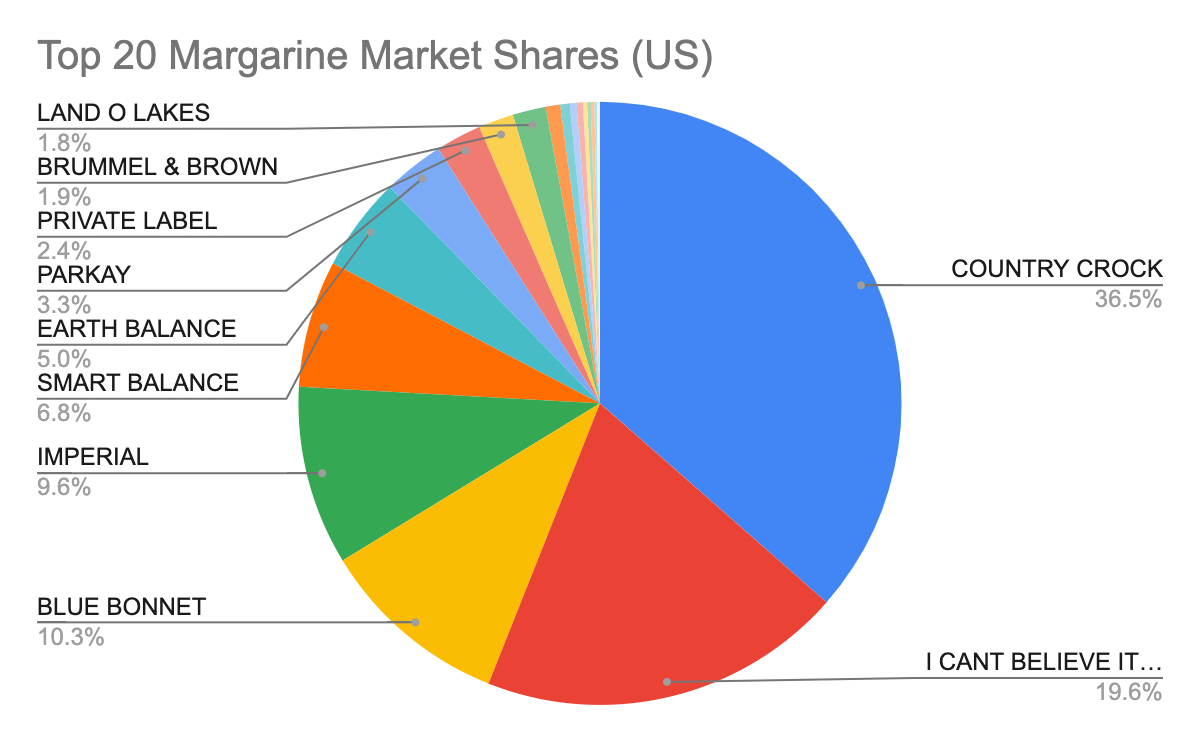 Top 20 Margarine Market Shares (US)
LAND O LAKES
1.8%
BRUMMEL & BROWN
1.9%
PRIVATE LABEL
2.4%
PARKAY
3.3%
EARTH BALANCE
5.0%
SMART BALANCE
6.8%
IMPERIAL
9.6%
BLUE BONNET
10.3%
COUNTRY CROCK
36.5%
I CANT BELIEVE IT…
19.6%